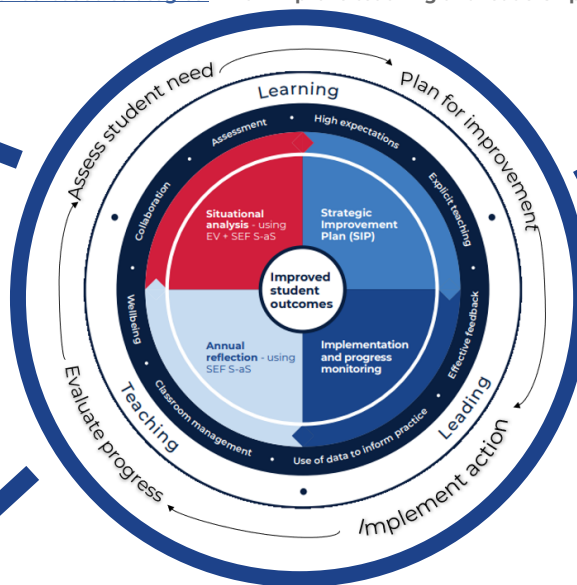 Assess student need
Plan for improvement
Implement action
Evaluate progress
Learning
Leading
Teaching
Assessment
High expectations
Explicit teaching
Effective feedback
Use of data to inform practice
Classroom management
Wellbeing
Collaboration
Situational
analysis - using
EV + SEF S-aS
Strategic
Improvement
Plan (SIP)
Improved
student
outcomes
Annual
reflection - using
SEF S-aS
Implementation
and progress
monitoring